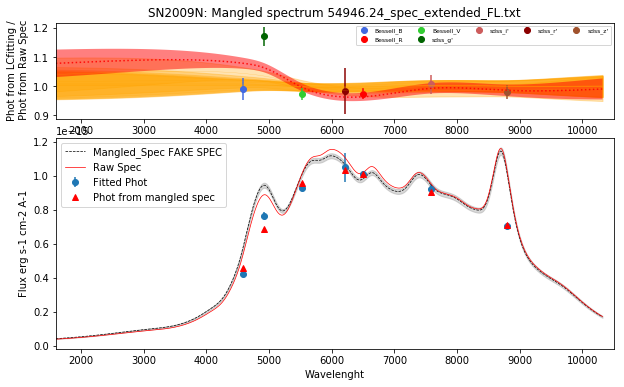 SN2009N: Mangled spectrum 54946.24_spec_extended_FL.txt
Phot from LCfitting /
Phot from Raw Spec
1.2
1.1
1.0
0.9
Bessell_B
Bessell_R
Bessell_V
sdss_g'
sdss_i'
sdss_r'
sdss_z'
2000 3000 4000 5000 6000 7000 8000 9000 10000
Flux erg s-1 cm-2 A-1
1.2
1.0
0.8
0.6
0.4
0.2
0.0
Mangled_Spec FAKE SPEC
Raw Spec
Fitted Phot
Phot from mangled spec
2000 3000 4000 5000 6000 7000 8000 9000 10000
Wavelenght